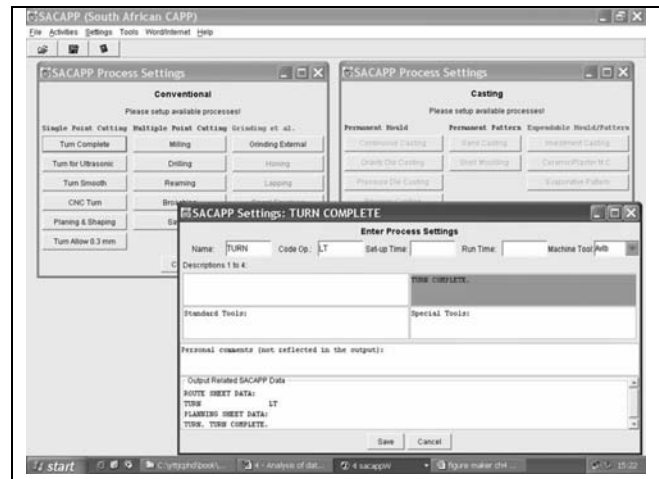 SACAPP (South African CAPP)
File Activities Settings Tools Word/Internet Help
SACAPP Process Settings
Conventional
Please setup available processes!
Single Point Cutting Multiple Point Cutting Grinding et al.
Turn Complete Milling Grinding External
Turn for Ultrasonic Drilling Honing
Turn Smooth Reaming Lapping
CNC Turn
Planing & Shaping
Turn Allow 0.3 mm
SACAPP Process Settings
Casting
Please setup available processes!
Permanent Mould Permanent Pattern Expendable Mould/Pattern
Continuous Casting Sand Casting Investment Casting
Gravity Die Casting Shell Moulding Ceramic/Plaster M.C
Pressure Die Casting Evaporative Pattern
SACAPP Settings: TURN COMPLETE
Enter Process Settings
Name: TURN Code Op.: LT Set-up Time: Run Time: Machine Tool: Avlb
Descriptions 1 to 4:
TURN COMPLETE.
Standard Tools: Special Tools:
Personal comments (not reflected in the output):
Output Related SACAPP Data
ROUTE SHEET DATA:
TURN LT
PLANNING SHEET DATA:
TURN. TURN COMPLETE.
Save Cancel
start 4 - Analysis of dat... 4 sacappW figure maker ch4 ... 15:22